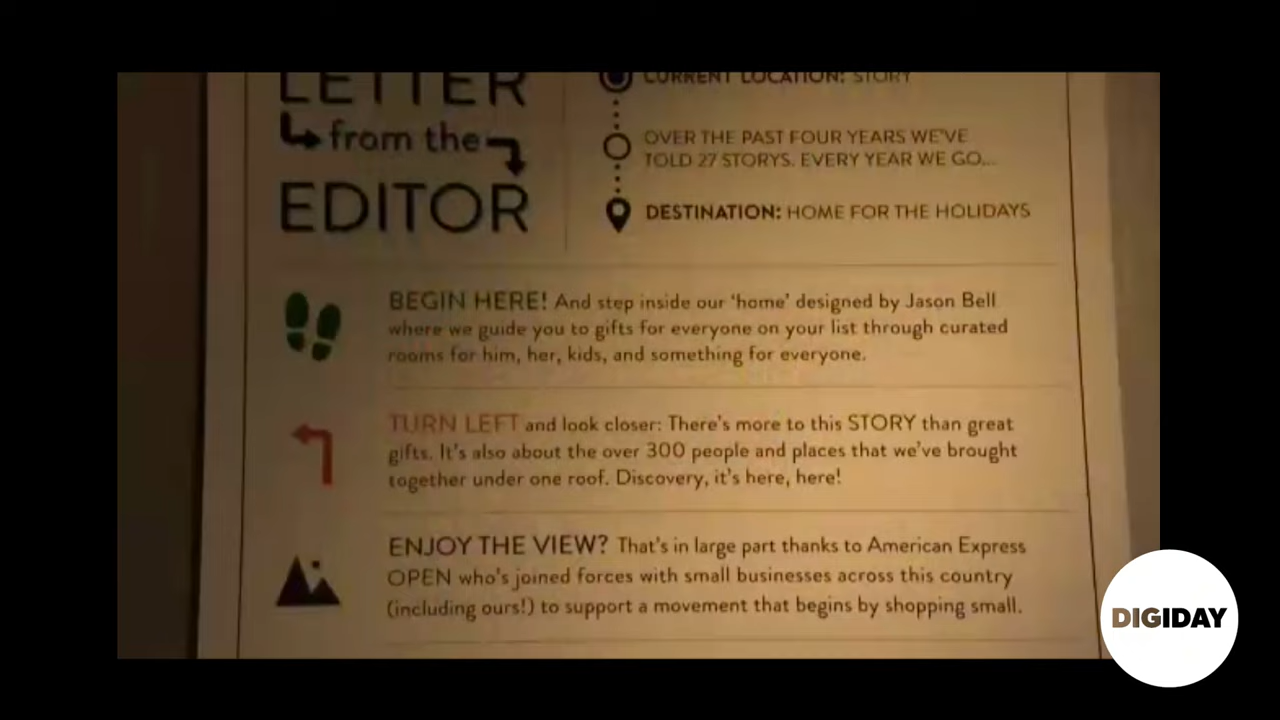 LETTER
from the
EDITOR
CURRENT LOCATION: STORY
OVER THE PAST FOUR YEARS WE'VE
TOLD 27 STORYS. EVERY YEAR WE GO...
DESTINATION: HOME FOR THE HOLIDAYS
BEGIN HERE! And step inside our 'home' designed by Jason Bell
where we guide you to gifts for everyone on your list through curated
rooms for him, her, kids, and something for everyone.
TURN LEFT and look closer: There's more to this STORY than great
gifts. It's also about the over 300 people and places that we've brought
together under one roof. Discovery, it's here, here!
ENJOY THE VIEW? That's in large part thanks to American Express
OPEN who's joined forces with small businesses across this country
(including ours!) to support a movement that begins by shopping small.
DIGIDAY